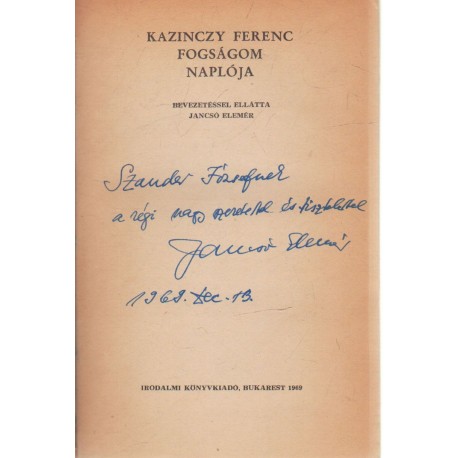 KAZINCZY FERENC
FOGSÁGOM
NAPLÓJA
BEVEZETÉSSEL ELLÁTTA
JANCSÓ ELEMÉR
Szauder Józsefnek
a régi nagy szeretettel és tisztelettel
Jancsó Elemér
1969. Dec. 13.
IRODALMI KÖNYVKIADÓ, BUKAREST 1969